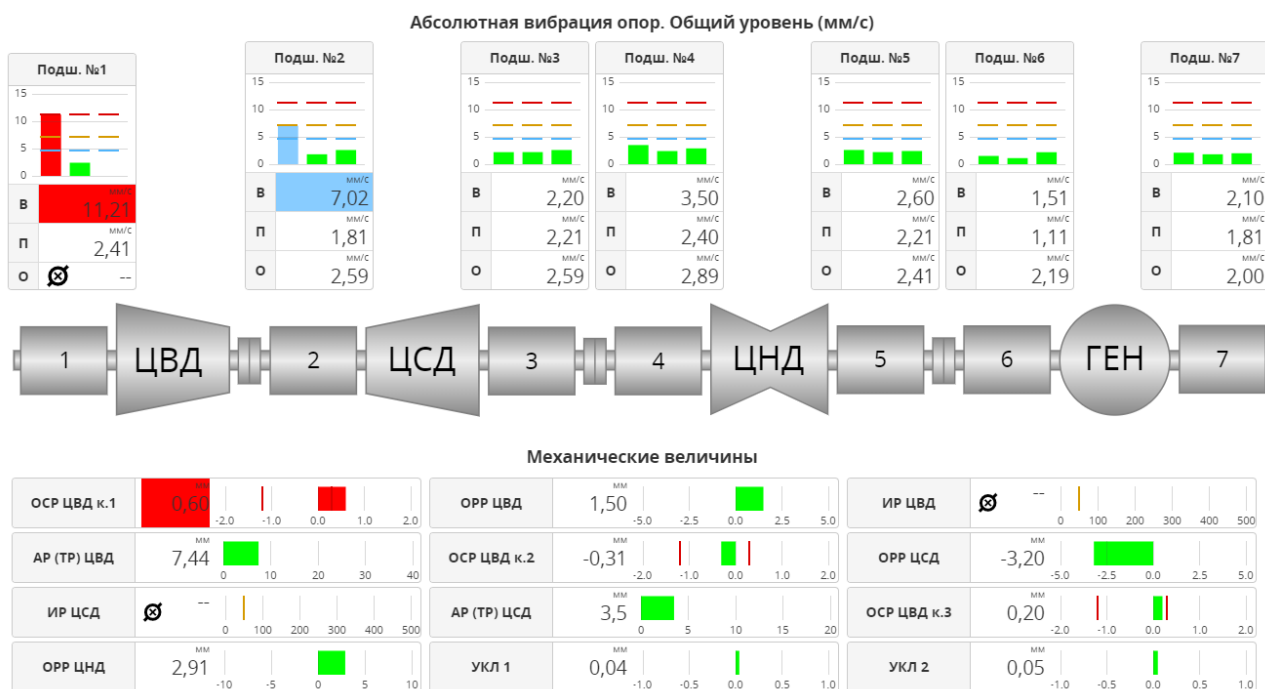 Абсолютная вибрация опор. Общий уровень (мм/с)
Подш. №1
15
10
5
0
В
мм/с
11,21
П
мм/с
2,41
О
--
Подш. №2
15
10
5
0
В
мм/с
7,02
П
мм/с
1,81
О
мм/с
2,59
Подш. №3
15
10
5
0
В
мм/с
2,20
П
мм/с
2,21
О
мм/с
2,59
Подш. №4
15
10
5
0
В
мм/с
3,50
П
мм/с
2,40
О
мм/с
2,89
Подш. №5
15
10
5
0
В
мм/с
2,60
П
мм/с
2,21
О
мм/с
2,41
Подш. №6
15
10
5
0
В
мм/с
1,51
П
мм/с
1,11
О
мм/с
2,19
Подш. №7
15
10
5
0
В
мм/с
2,10
П
мм/с
1,81
О
мм/с
2,00
1 ЦВД 2 ЦСД 3 4 ЦНД 5 6 ГЕН 7
Механические величины
ОСР ЦВД к.1
мм
0,60
-2.0 -1.0 0.0 1.0 2.0
ОРР ЦВД
мм
1,50
-5.0 -2.5 0.0 2.5 5.0
ИР ЦВД
--
0 100 200 300 400 500
АР (ТР) ЦВД
мм
7,44
0 10 20 30 40
ОСР ЦВД к.2
мм
-0,31
-2.0 -1.0 0.0 1.0 2.0
ОРР ЦСД
мм
-3,20
-5.0 -2.5 0.0 2.5 5.0
ИР ЦСД
--
0 100 200 300 400 500
АР (ТР) ЦСД
мм
3,5
0 5 10 15 20
ОСР ЦВД к.3
мм
0,20
-2.0 -1.0 0.0 1.0 2.0
ОРР ЦНД
мм
2,91
-10 -5 0 5 10
УКЛ 1
мм
0,04
-1.0 -0.5 0.0 0.5 1.0
УКЛ 2
мм
0,05
-1.0 -0.5 0.0 0.5 1.0